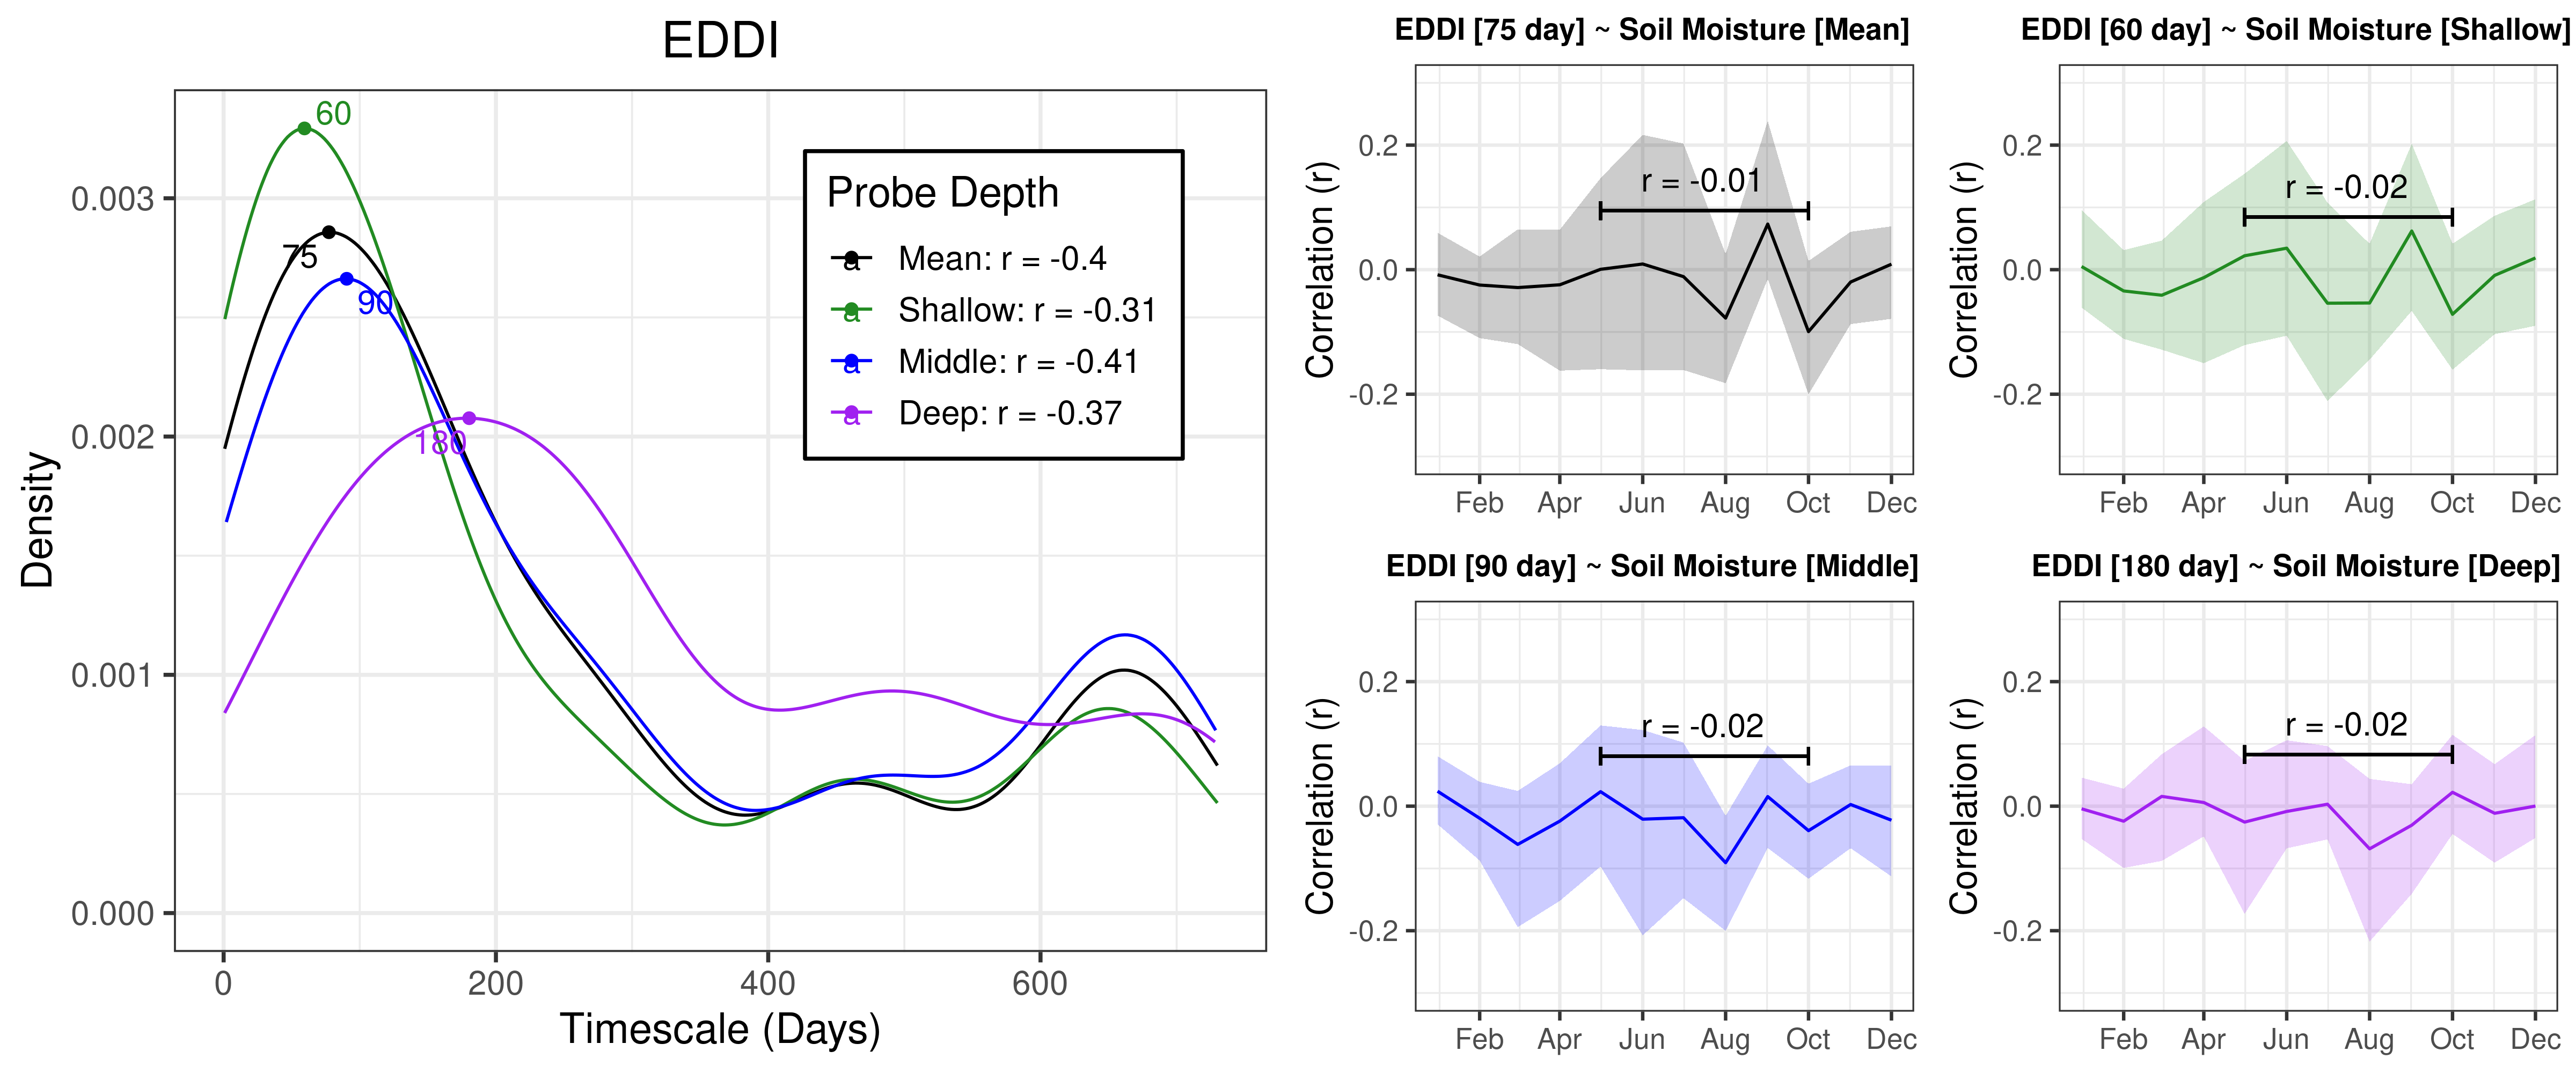 EDDI
60
75
90
180
Probe Depth
a Mean: r = -0.4
a Shallow: r = -0.31
a Middle: r = -0.41
a Deep: r = -0.37
0.003
0.002
0.001
0.000
Density
0 200 400 600
Timescale (Days)
EDDI [75 day] ~ Soil Moisture [Mean]
r = -0.01
0.2
0.0
-0.2
Correlation (r)
Feb Apr Jun Aug Oct Dec
EDDI [60 day] ~ Soil Moisture [Shallow]
r = -0.02
0.2
0.0
-0.2
Correlation (r)
Feb Apr Jun Aug Oct Dec
EDDI [90 day] ~ Soil Moisture [Middle]
r = -0.02
0.2
0.0
-0.2
Correlation (r)
Feb Apr Jun Aug Oct Dec
EDDI [180 day] ~ Soil Moisture [Deep]
r = -0.02
0.2
0.0
-0.2
Correlation (r)
Feb Apr Jun Aug Oct Dec